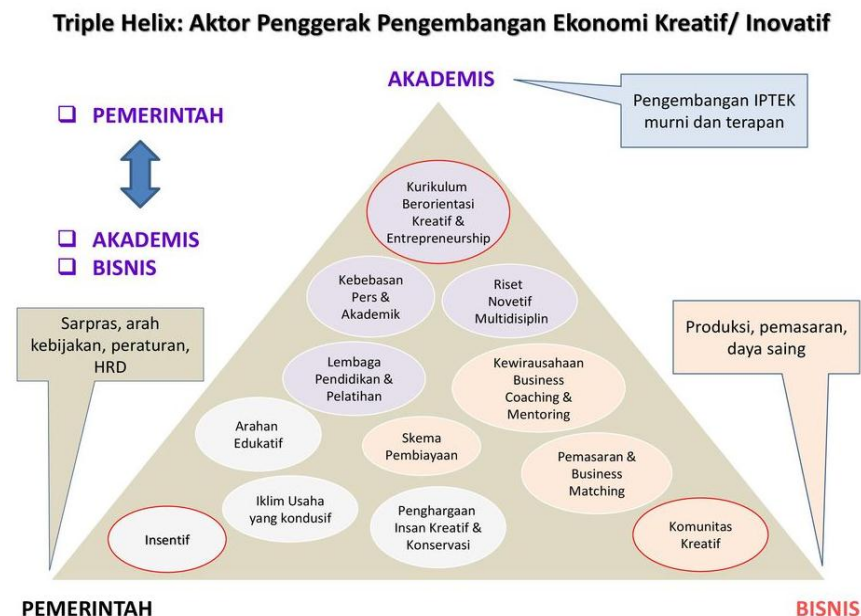 Triple Helix: Aktor Penggerak Pengembangan Ekonomi Kreatif/ Inovatif
AKADEMIS
Pengembangan IPTEK
murni dan terapan
PEMERINTAH
AKADEMIS
BISNIS
Kurikulum
Berorientasi
Kreatif &
Entrepreneurship
Kebebasan
Pers &
Akademik
Riset
Novetif
Multidisiplin
Sarpras, arah
kebijakan, peraturan,
HRD
Produksi, pemasaran,
daya saing
Lembaga
Pendidikan &
Pelatihan
Kewirausahaan
Business
Coaching &
Mentoring
Arahan
Edukatif
Skema
Pembiayaan
Pemasaran &
Business
Matching
Iklim Usaha
yang kondusif
Penghargaan
Insan Kreatif &
Konservasi
Insentif
Komunitas
Kreatif
PEMERINTAH
BISNIS